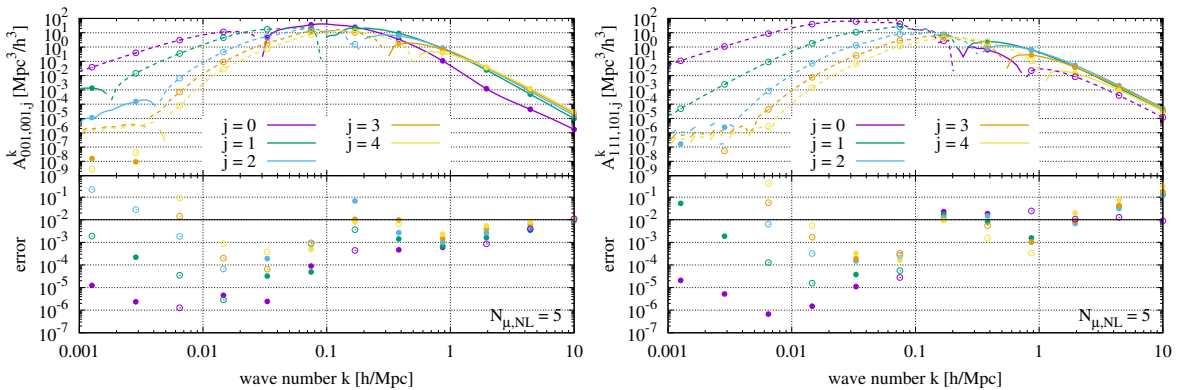 10^2
10^1
10^0
10^-1
10^-2
10^-3
10^-4
10^-5
10^-6
10^-7
10^-8
10^-9
A^k_001,001,j [Mpc^3/h^3]
j = 0
j = 1
j = 2
j = 3
j = 4
10^-1
10^-2
10^-3
10^-4
10^-5
10^-6
10^-7
error
N_μ,NL = 5
0.001
0.01
0.1
1
10
wave number k [h/Mpc]
10^2
10^1
10^0
10^-1
10^-2
10^-3
10^-4
10^-5
10^-6
10^-7
10^-8
10^-9
A^k_111,101,j [Mpc^3/h^3]
j = 0
j = 1
j = 2
j = 3
j = 4
10^-1
10^-2
10^-3
10^-4
10^-5
10^-6
10^-7
error
N_μ,NL = 5
0.001
0.01
0.1
1
10
wave number k [h/Mpc]